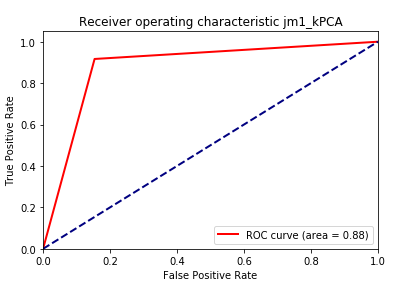 Receiver operating characteristic jm1_kPCA
True Positive Rate
1.0
0.8
0.6
0.4
0.2
0.0
ROC curve (area = 0.88)
0.0 0.2 0.4 0.6 0.8 1.0
False Positive Rate